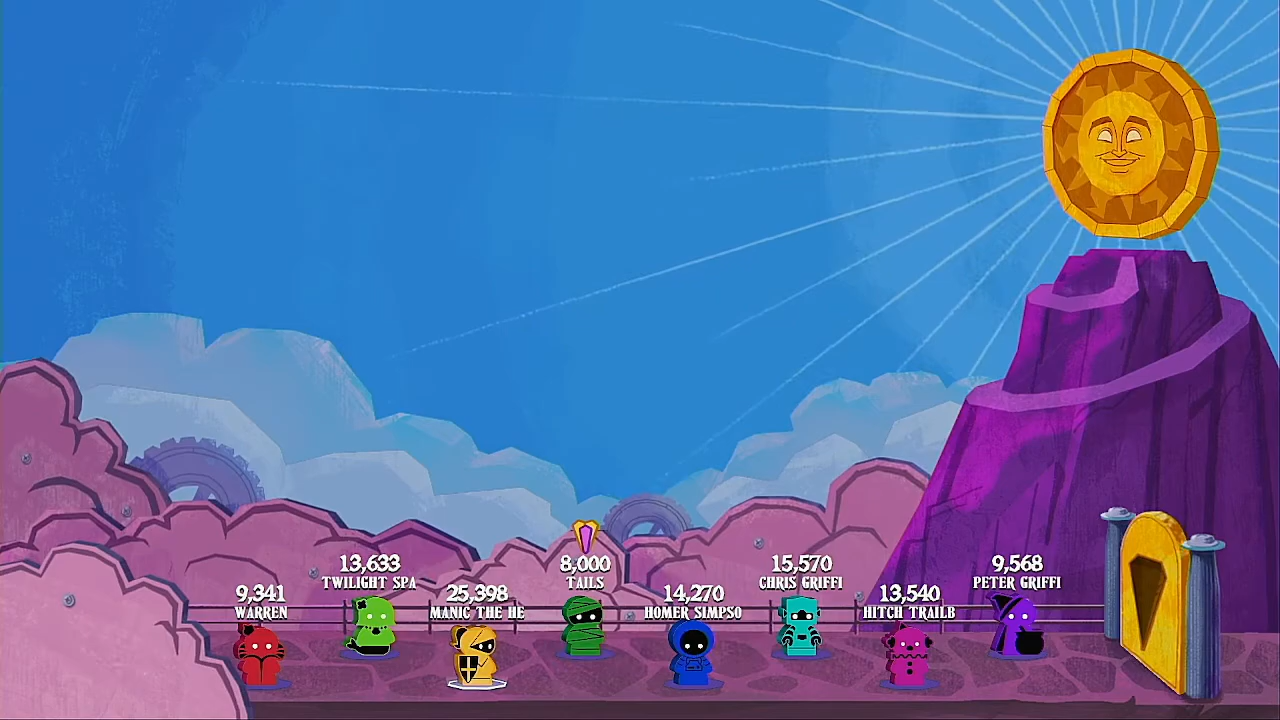 9,341
WARREN
13,633
TWILIGHT SPA
25,398
MANIC THE HE
8,000
TAILS
14,270
HOMER SIMPSO
15,570
CHRIS GRIFFI
13,540
HITCH TRAILB
9,568
PETER GRIFFI